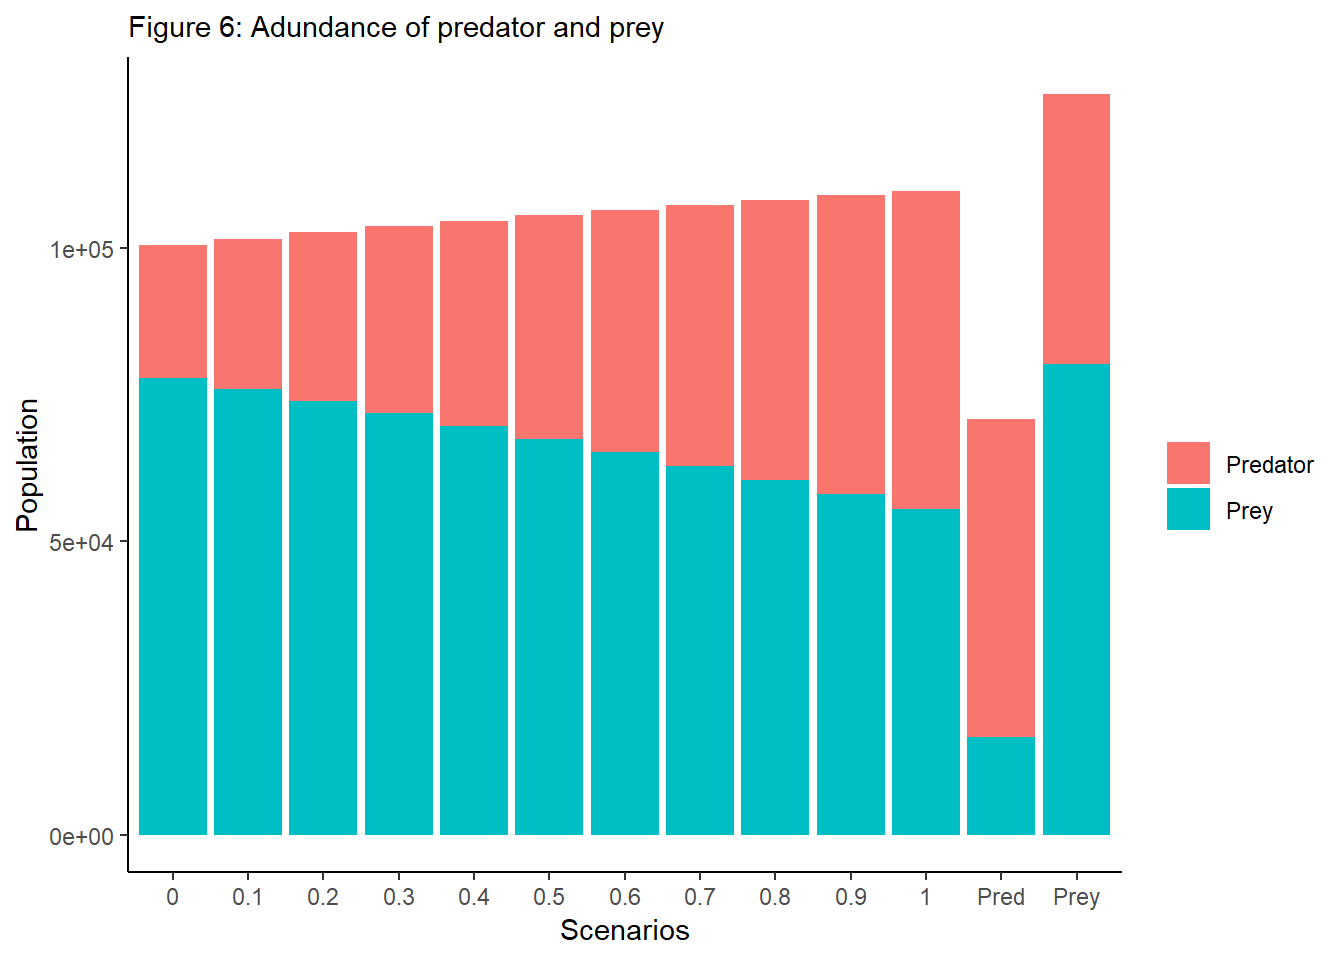 Figure 6: Adundance of predator and prey
1e+05
5e+04
0e+00
Population
0 0.1 0.2 0.3 0.4 0.5 0.6 0.7 0.8 0.9 1 Pred Prey
Scenarios
Predator
Prey